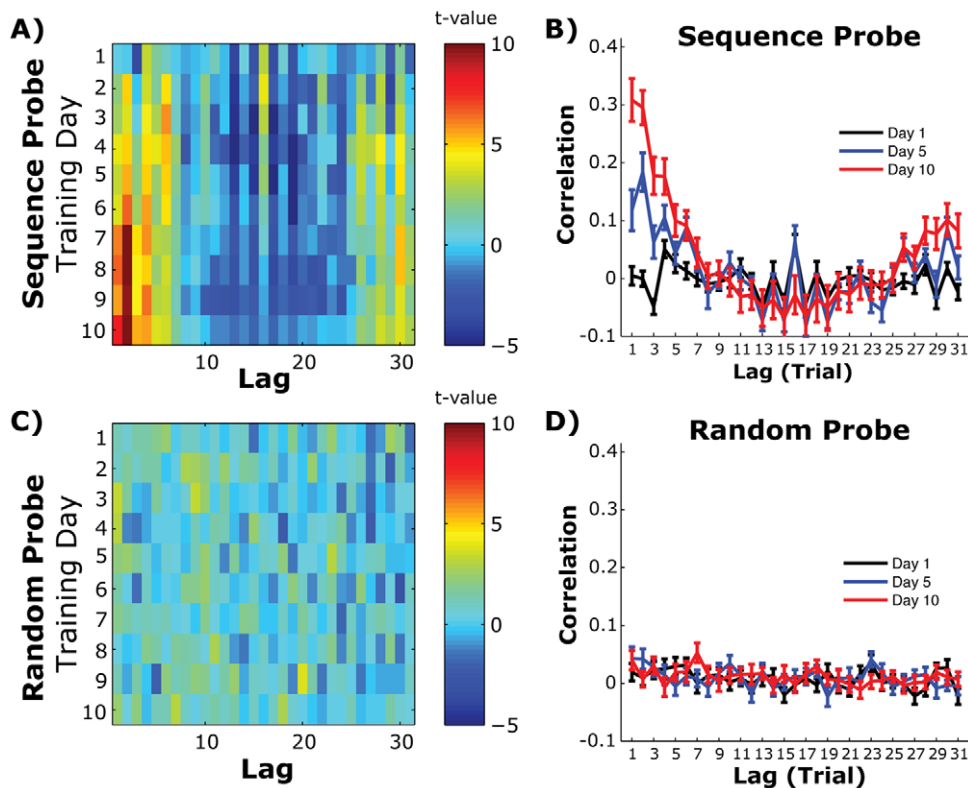 A)
Sequence Probe
Training Day
1
2
3
4
5
6
7
8
9
10
10
20
30
Lag
t-value
10
5
0
−5
B)
Sequence Probe
Correlation
0.4
0.3
0.2
0.1
0
-0.1
Day 1
Day 5
Day 10
1 3 5 7 9 11 13 15 17 19 21 23 25 27 29 31
Lag (Trial)
C)
Random Probe
Training Day
1
2
3
4
5
6
7
8
9
10
10
20
30
Lag
t-value
10
5
0
−5
D)
Random Probe
Correlation
0.4
0.3
0.2
0.1
0
-0.1
Day 1
Day 5
Day 10
1 3 5 7 9 11 13 15 17 19 21 23 25 27 29 31
Lag (Trial)